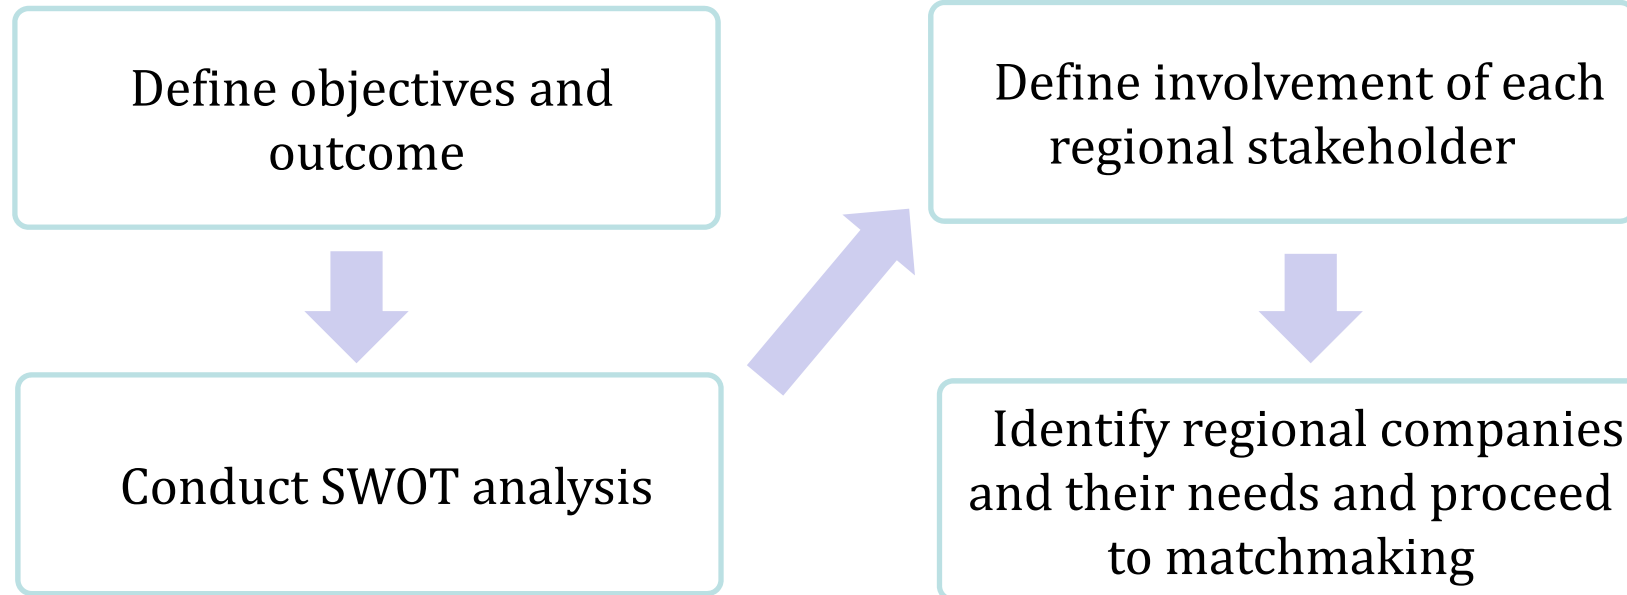 Define objectives and
outcome
Conduct SWOT analysis
Define involvement of each
regional stakeholder
Identify regional companies
and their needs and proceed
to matchmaking